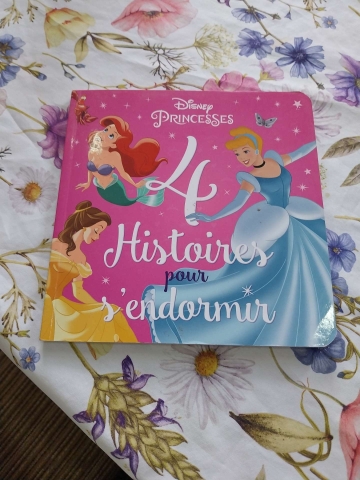 Disney
PRINCESSES
4
Histoires
pour
s'endormir